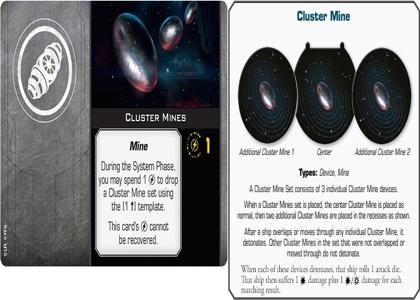 CLUSTER MINES
Mine
During the System Phase,
you may spend 1 to drop
a Cluster Mine set using
the [1 ] template.
This card's cannot
be recovered.
1
©LFL ©FFG
Cluster Mine
Additional Cluster Mine 1
Center
Additional Cluster Mine 2
Types: Device, Mine
A Cluster Mine Set consists of 3 individual Cluster Mine devices.
When a Cluster Mines set is placed, the center Cluster Mine is placed as
normal, then two additional Cluster Mines are placed in the recesses as shown.
After a ship overlaps or moves through any individual Cluster Mine, it
detonates. Other Cluster Mines in the set that were not overlapped or
moved through do not detonate.
When each of these devices detonates, that ship rolls 1 attack die.
That ship then suffers 1 damage plus 1 / damage for each
matching result.